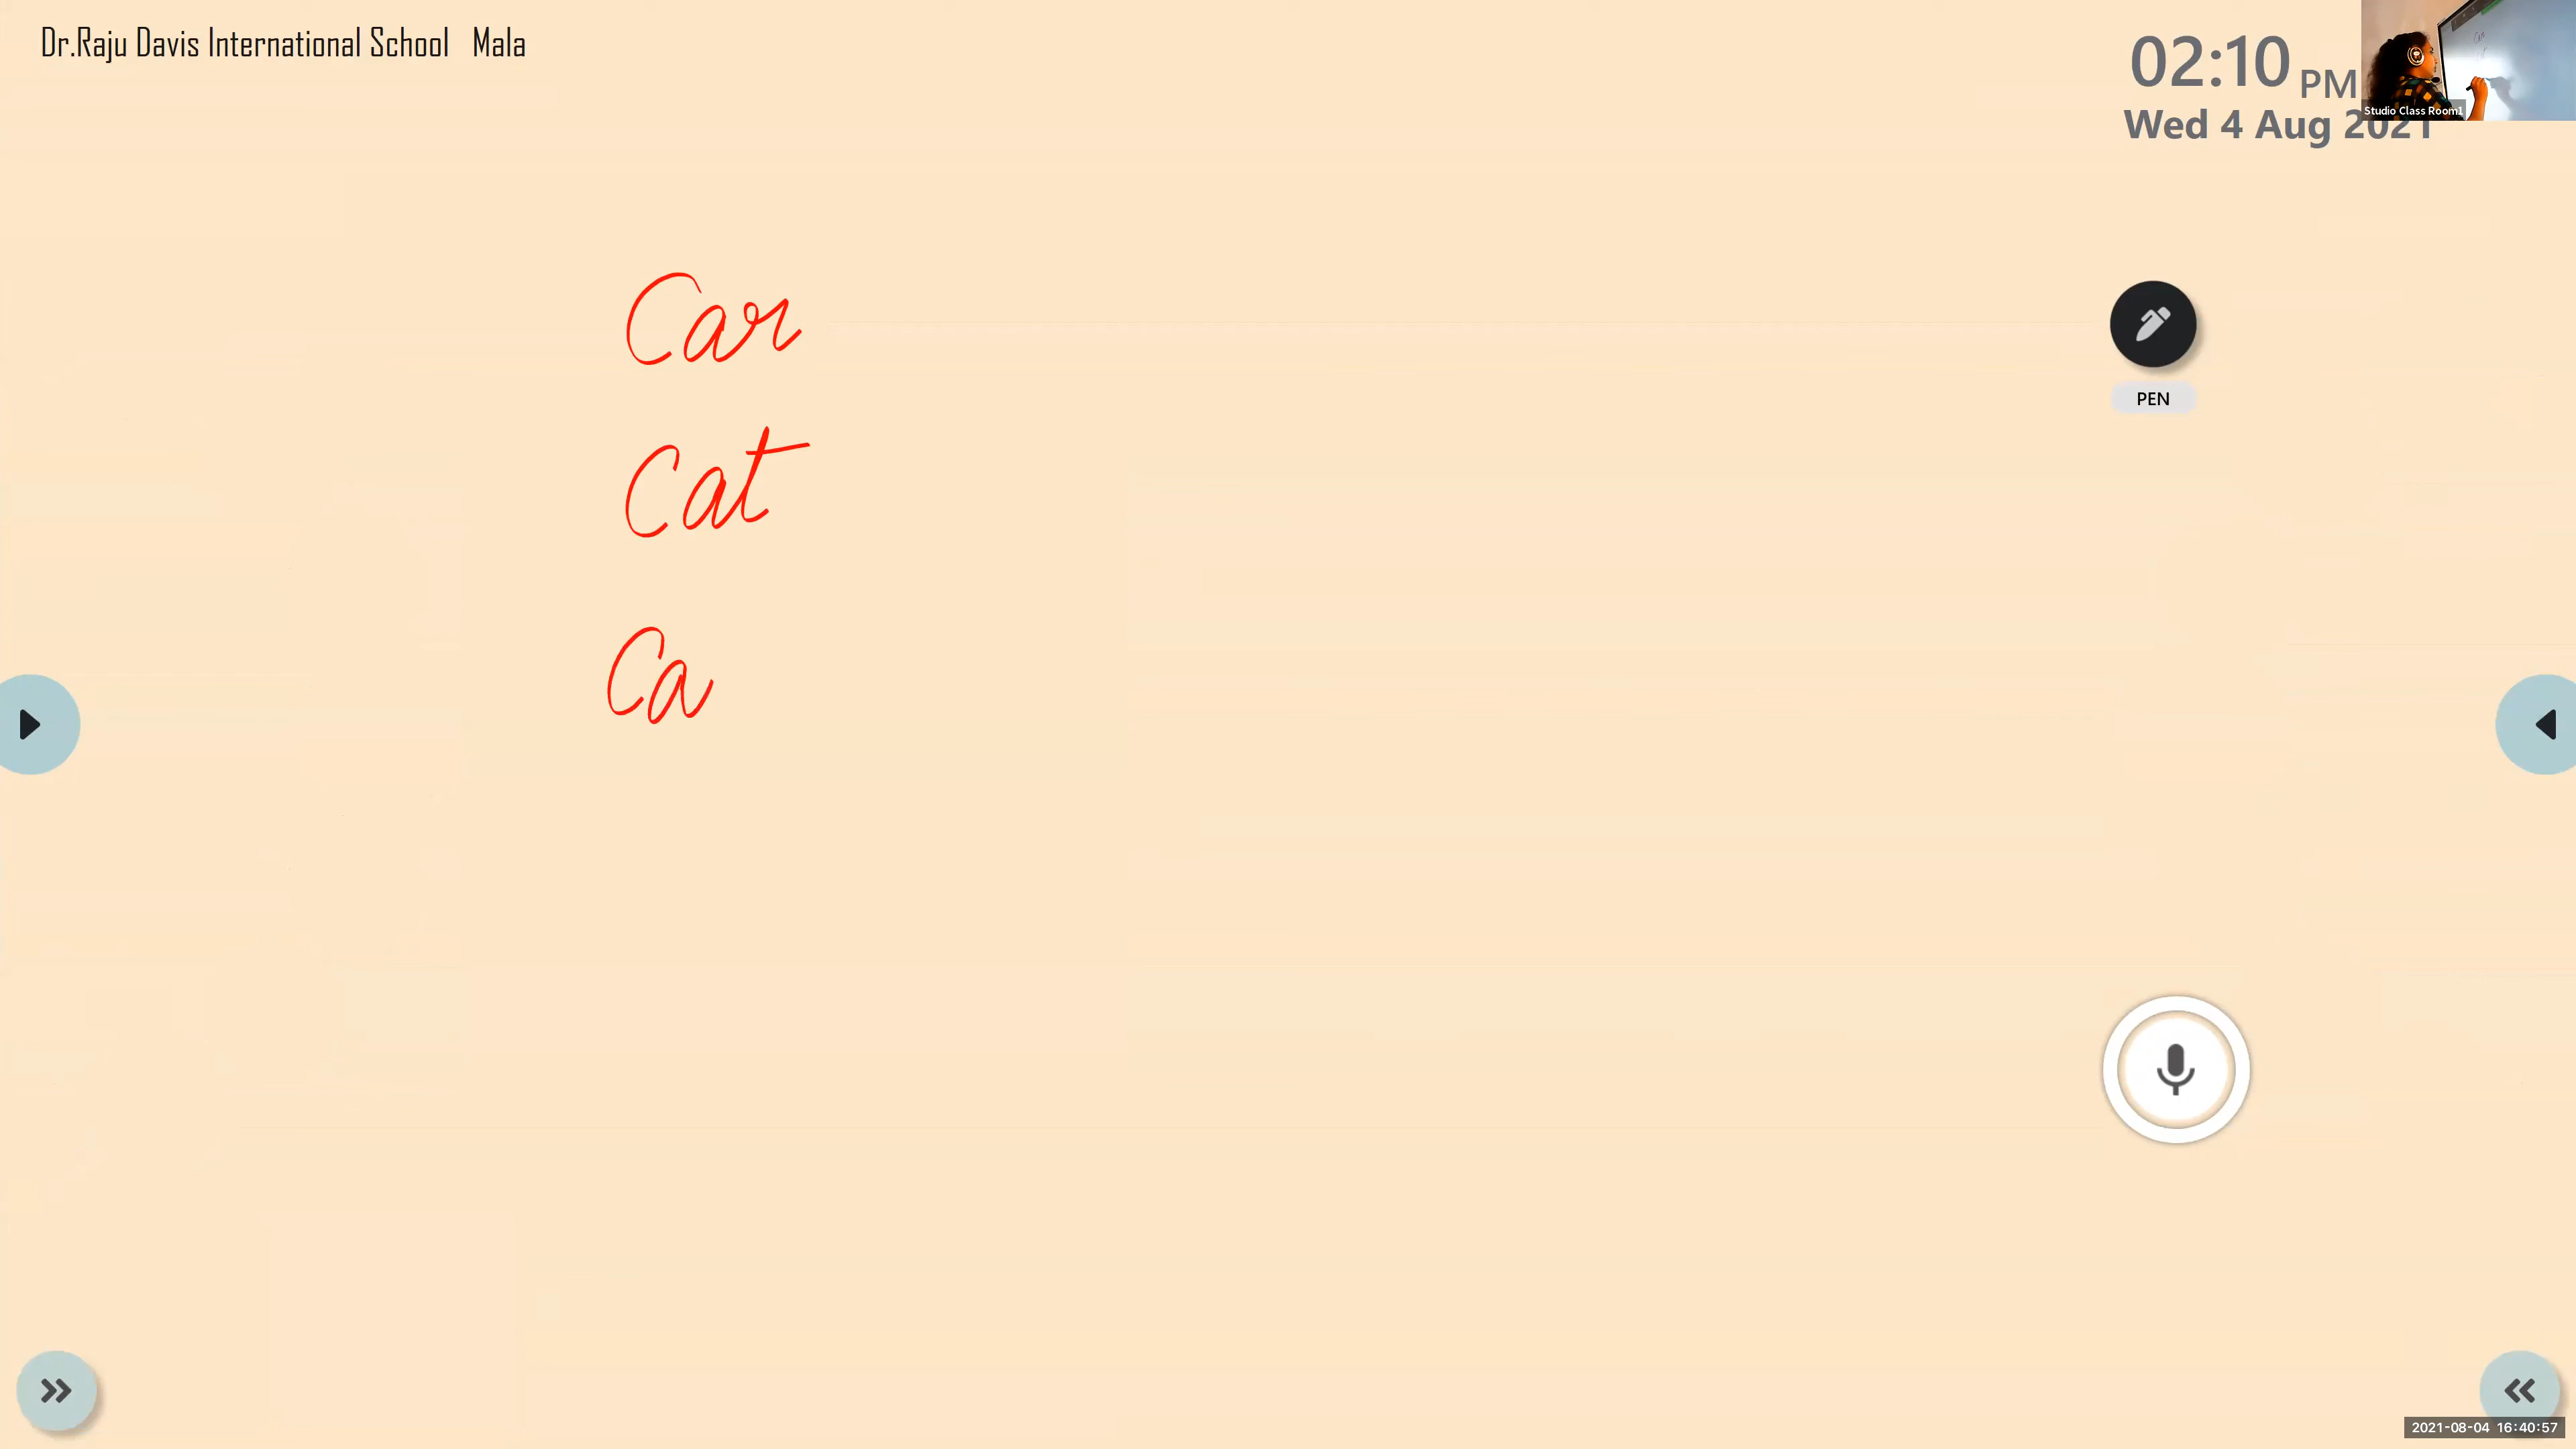 Dr.Raju Davis International School Mala
02:10 PM
Studio Class Room1
Wed 4 Aug 2021
Car
PEN
Cat
Ca
2021-08-04 16:40:57